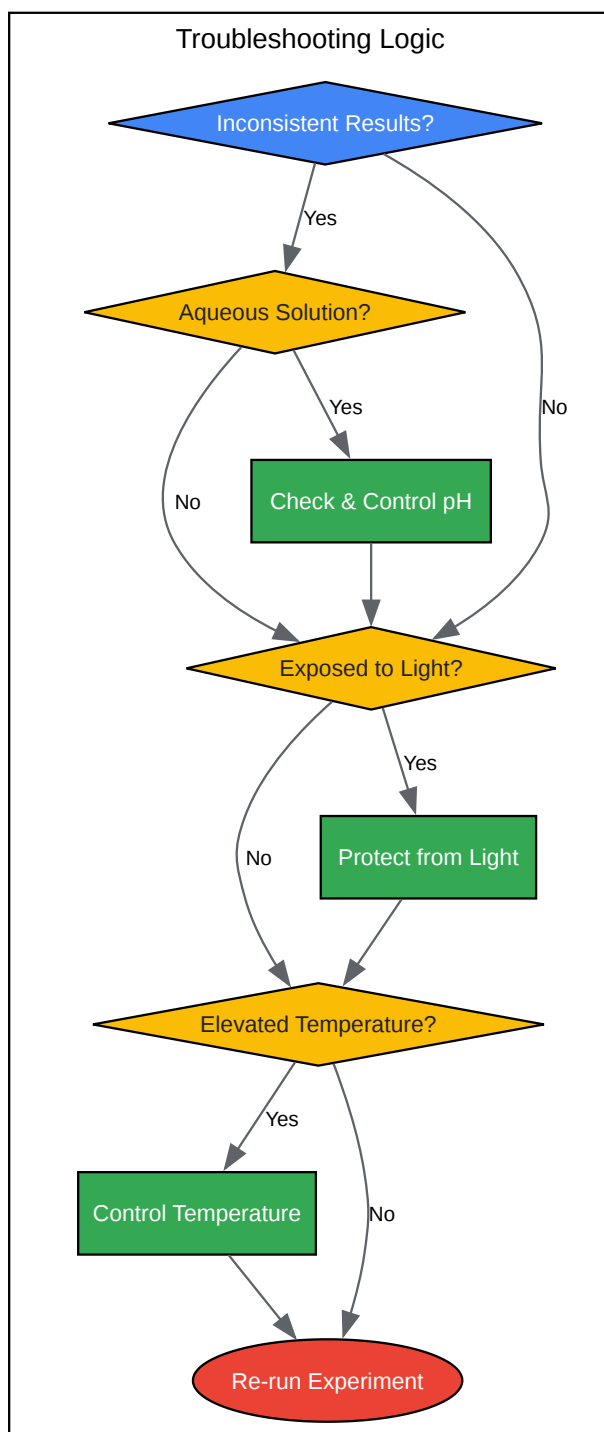 Troubleshooting Logic
Inconsistent Results?
Yes
Aqueous Solution?
Yes
No
No
Check & Control pH
Exposed to Light?
Yes
No
Protect from Light
Elevated Temperature?
Yes
No
Control Temperature
Re-run Experiment